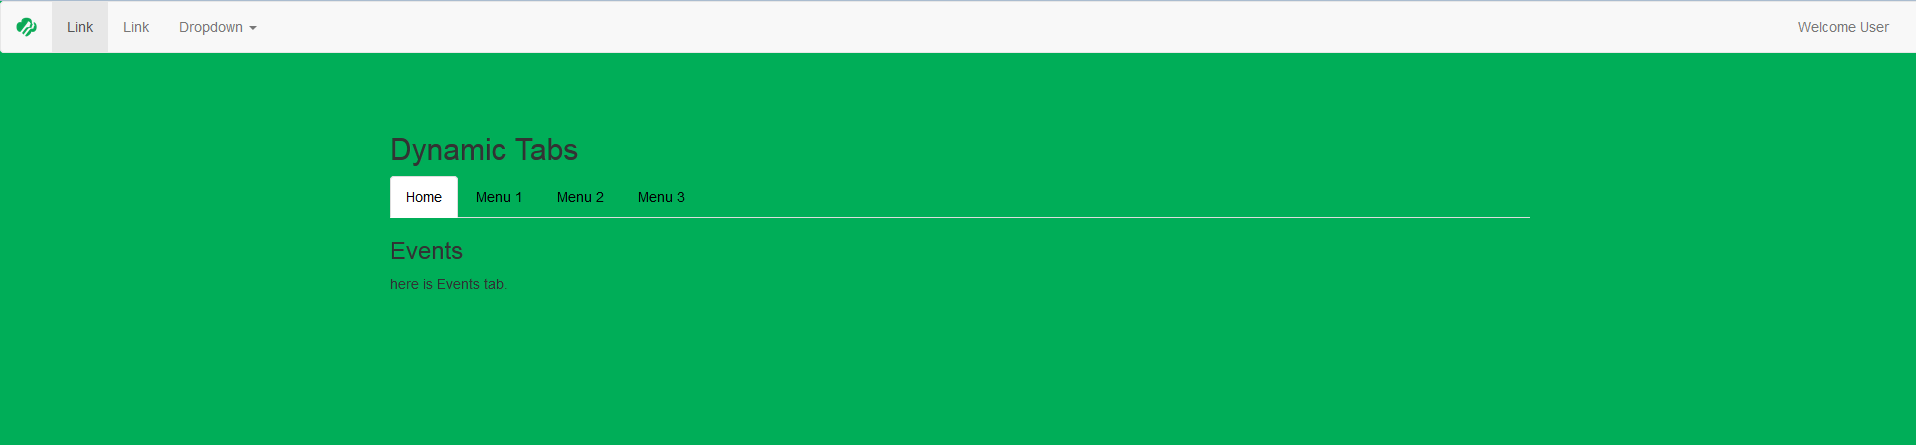 Link Link Dropdown Welcome User
Dynamic Tabs
Home Menu 1 Menu 2 Menu 3
Events
here is Events tab.